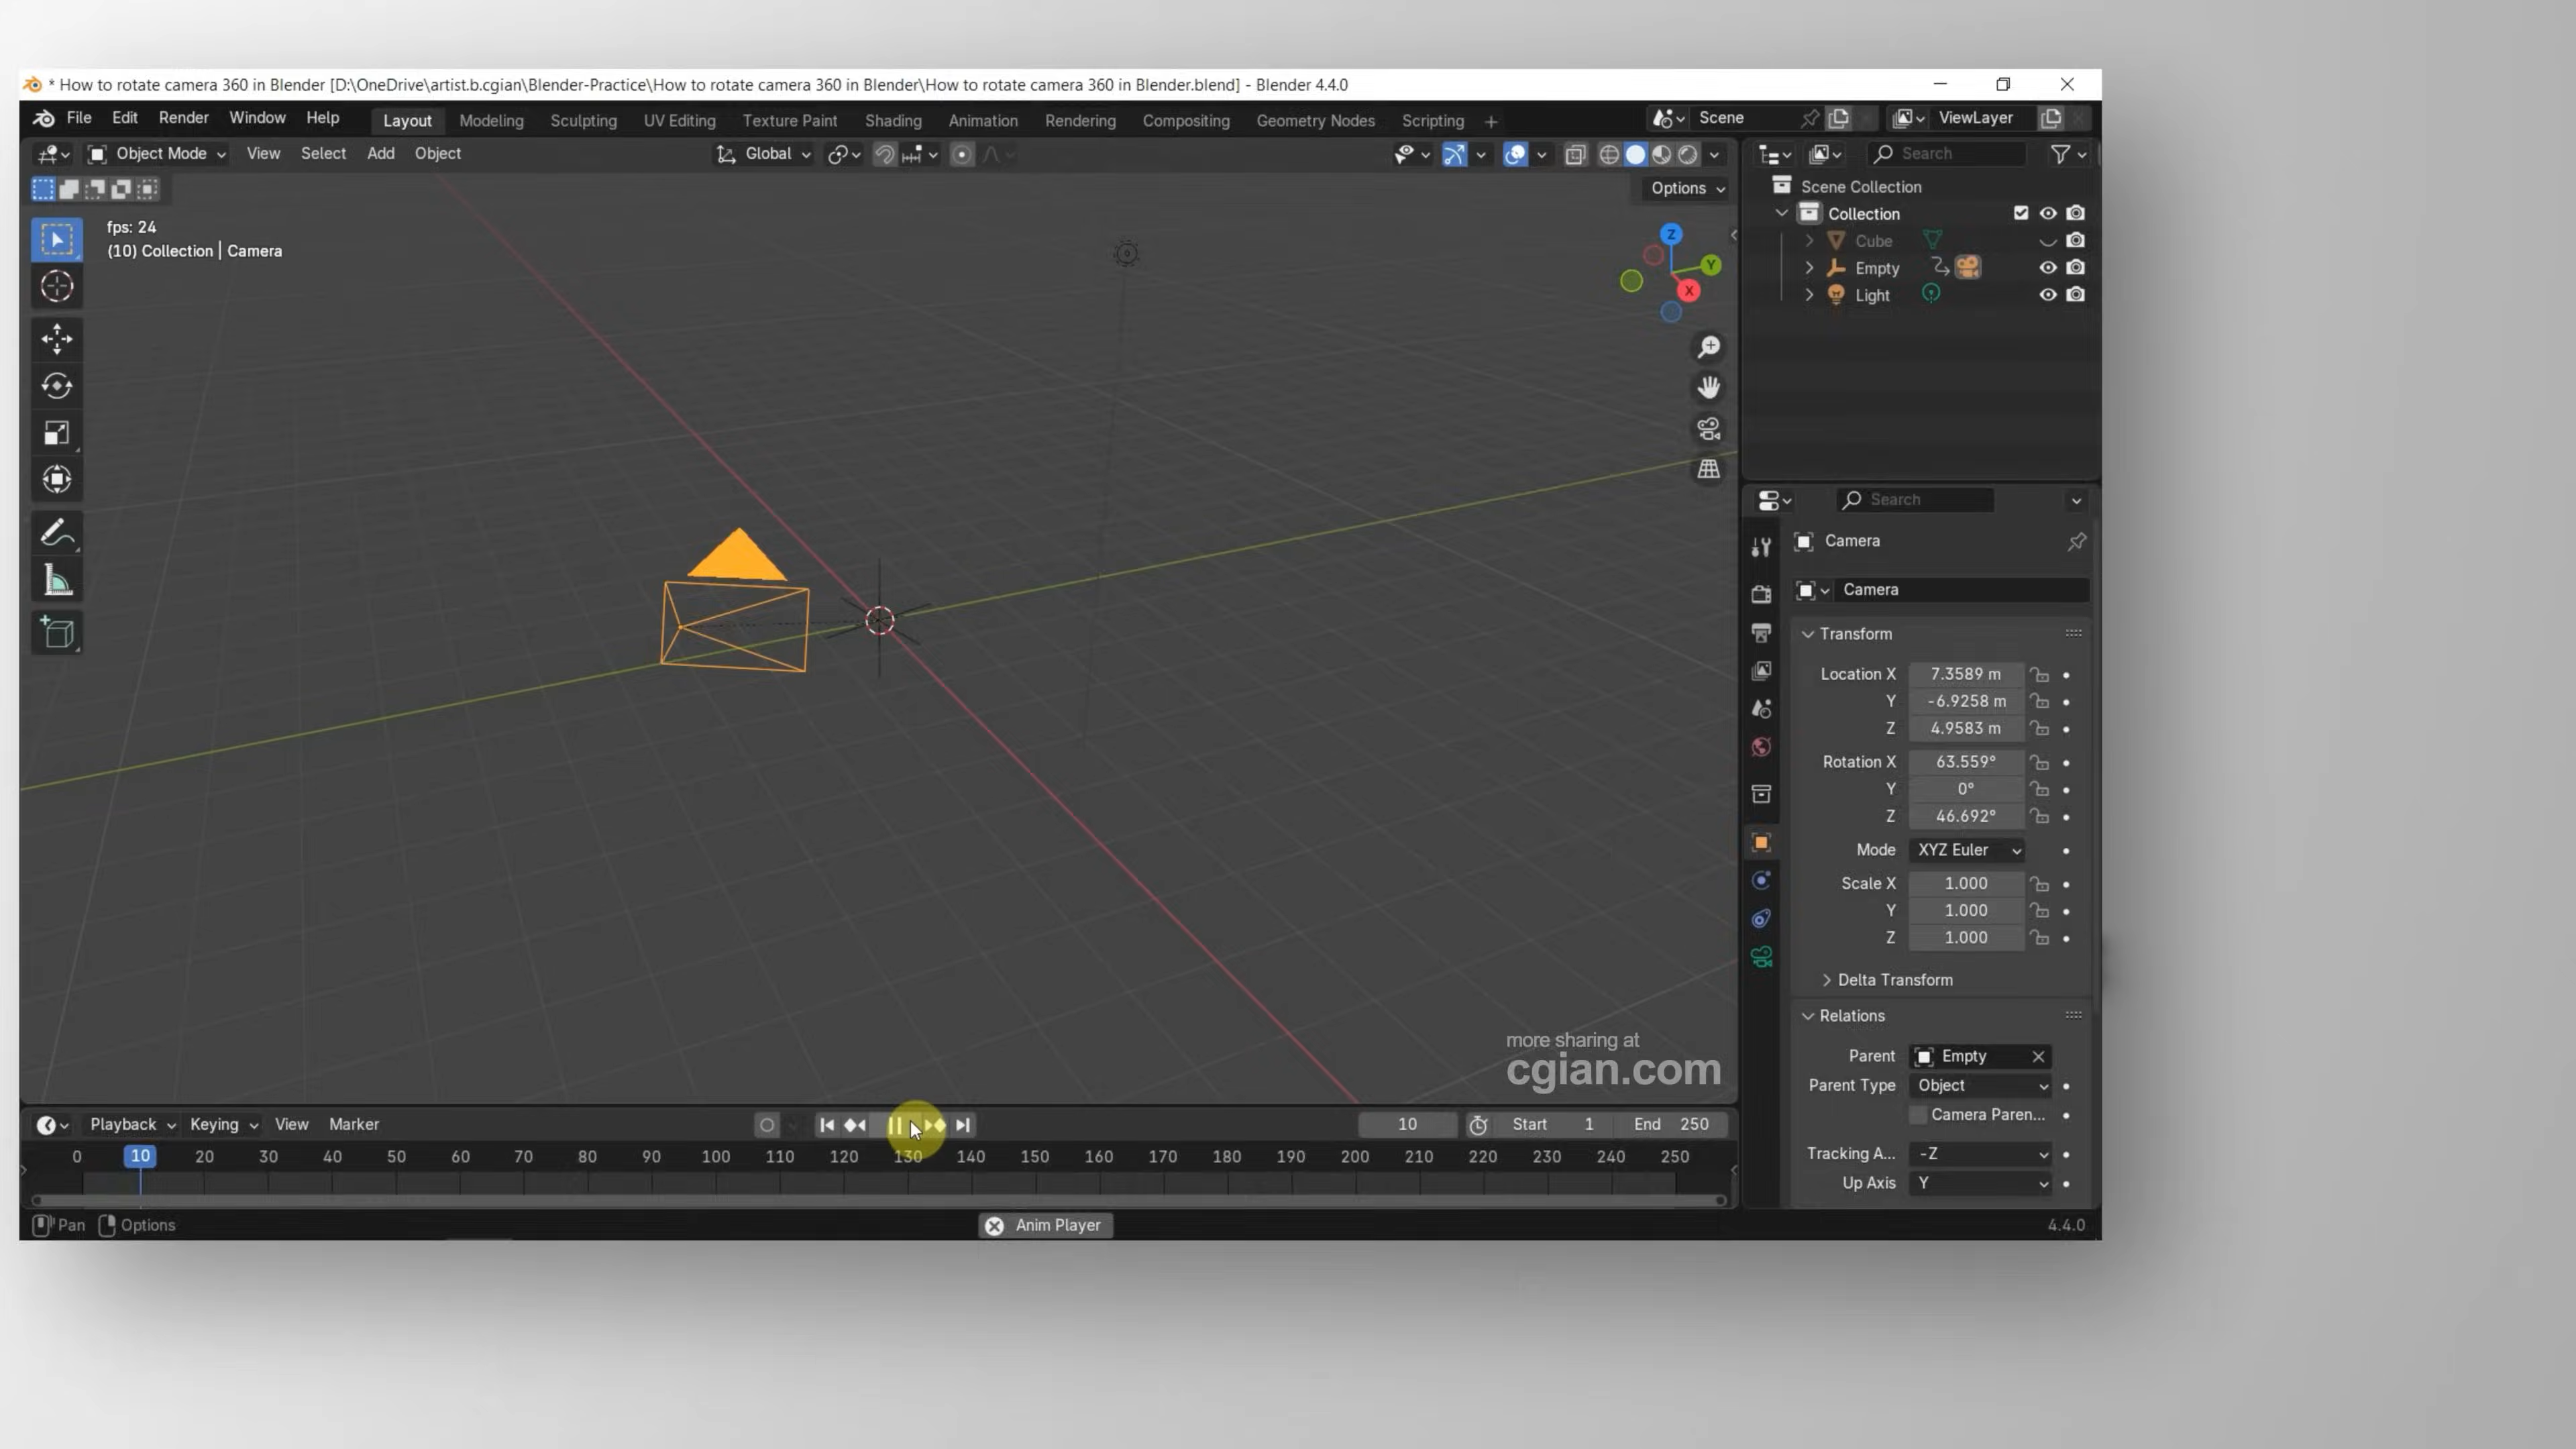 * How to rotate camera 360 in Blender [D:\OneDrive\artist.b.cgian\Blender-Practice\How to rotate camera 360 in Blender\How to rotate camera 360 in Blender.blend] - Blender 4.4.0
File Edit Render Window Help Layout Modeling Sculpting UV Editing Texture Paint Shading Animation Rendering Compositing Geometry Nodes Scripting + Scene ViewLayer
Object Mode View Select Add Object Global Search
Options
fps: 24
(10) Collection | Camera
Z
Y
X
Scene Collection
Collection
Cube
Empty
Light
Search
Camera
Camera
Transform
Location X 7.3589 m
Y -6.9258 m
Z 4.9583 m
Rotation X 63.559°
Y 0°
Z 46.692°
Mode XYZ Euler
Scale X 1.000
Y 1.000
Z 1.000
Delta Transform
Relations
Parent Empty
Parent Type Object
Camera Paren...
Tracking A... -Z
Up Axis Y
more sharing at
cgian.com
Playback Keying View Marker 10 Start 1 End 250
0 10 20 30 40 50 60 70 80 90 100 110 120 130 140 150 160 170 180 190 200 210 220 230 240 250
Pan Options Anim Player 4.4.0